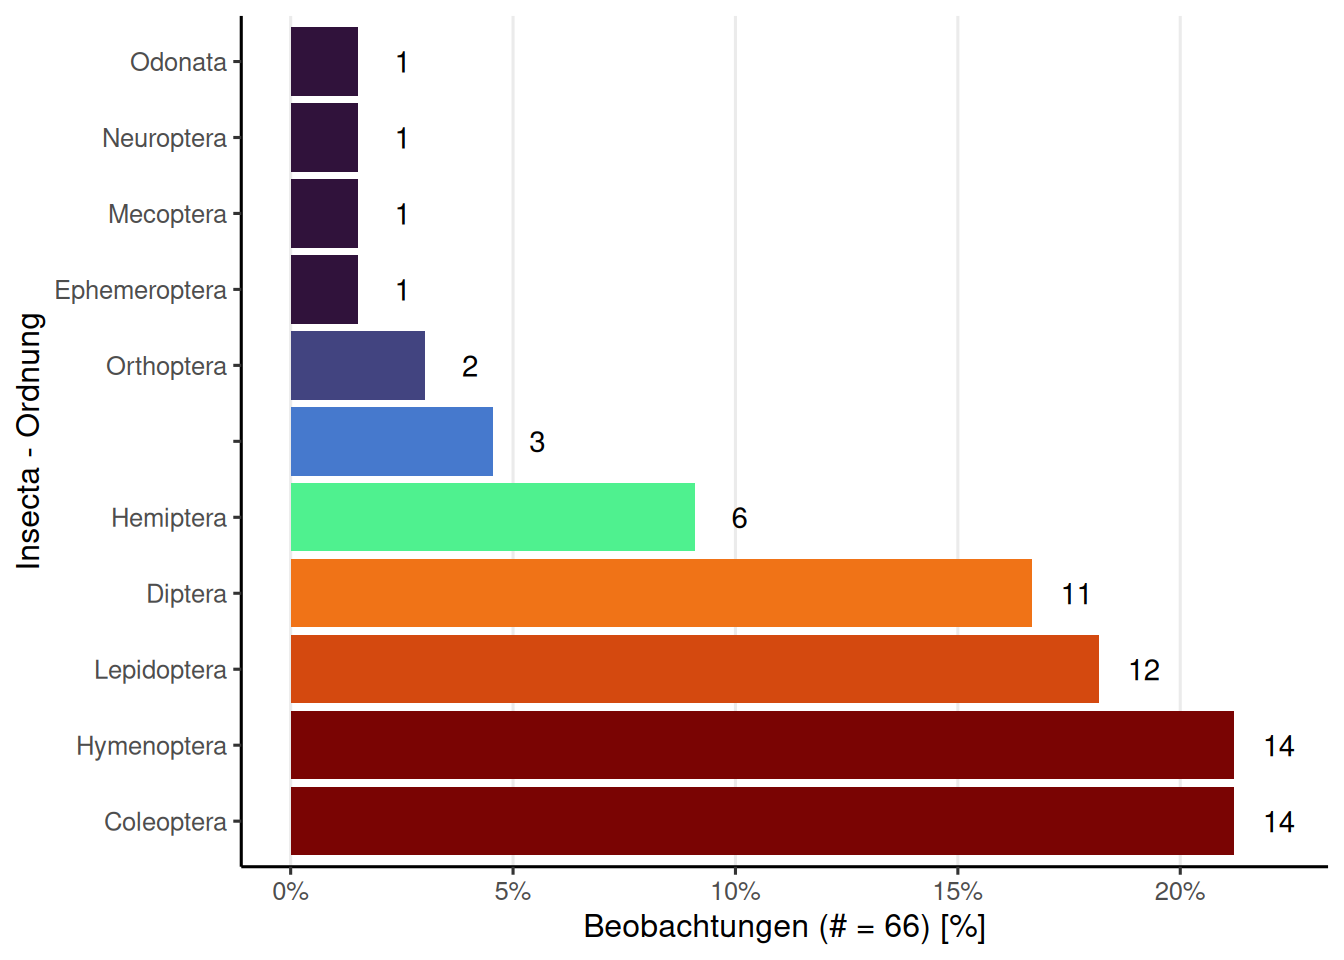 Odonata 1
Neuroptera 1
Mecoptera 1
Ephemeroptera 1
Orthoptera 2
3
Hemiptera 6
Diptera 11
Lepidoptera 12
Hymenoptera 14
Coleoptera 14
Insecta - Ordnung
0% 5% 10% 15% 20%
Beobachtungen (# = 66) [%]